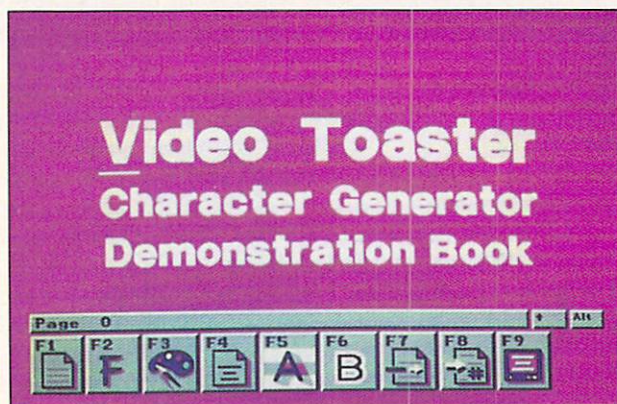 Video Toaster
Character Generator
Demonstration Book
Page 0
+ Alt
F1 F2 F3 F4 F5 F6 F7 F8 F9
F A B #